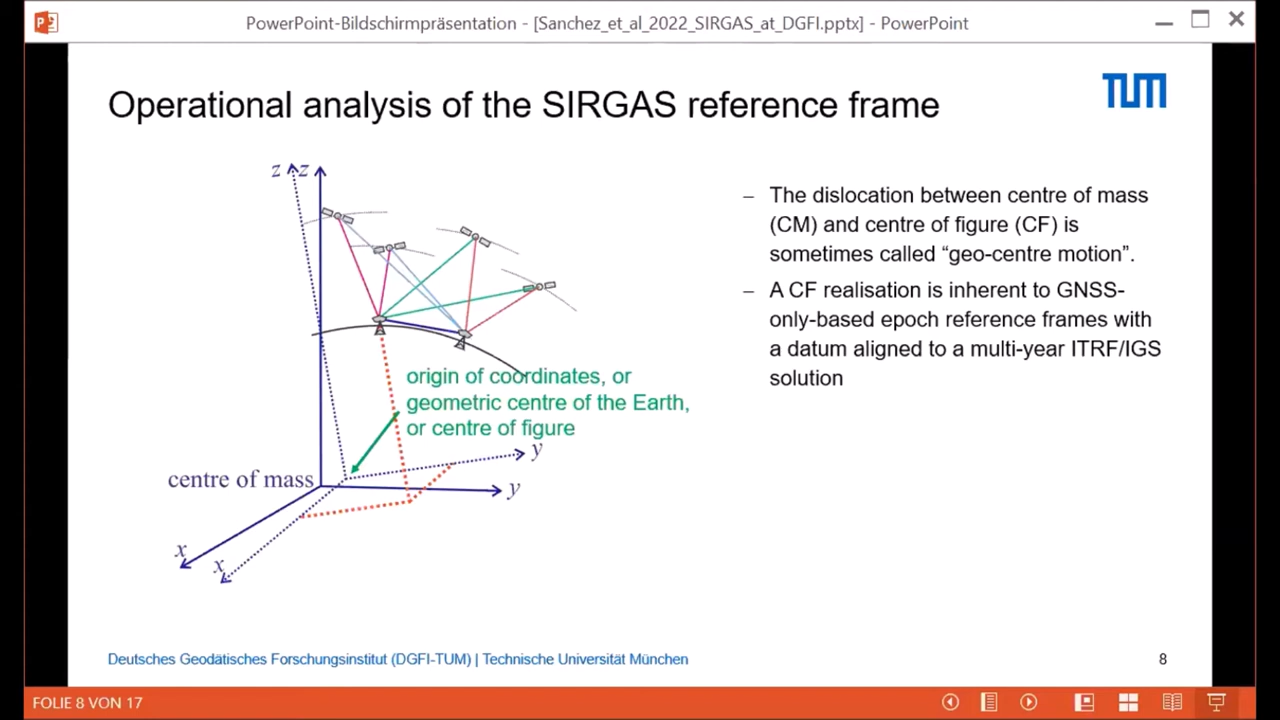 PowerPoint-Bildschirmpräsentation - [Sanchez_et_al_2022_SIRGAS_at_DGFI.pptx] - PowerPoint
Operational analysis of the SIRGAS reference frame
TUM
z z
– The dislocation between centre of mass
(CM) and centre of figure (CF) is
sometimes called “geo-centre motion”.
– A CF realisation is inherent to GNSS-
only-based epoch reference frames with
a datum aligned to a multi-year ITRF/IGS
solution
origin of coordinates, or
geometric centre of the Earth,
or centre of figure
y
centre of mass
y
x
x
Deutsches Geodätisches Forschungsinstitut (DGFI-TUM) | Technische Universität München
8
FOLIE 8 VON 17